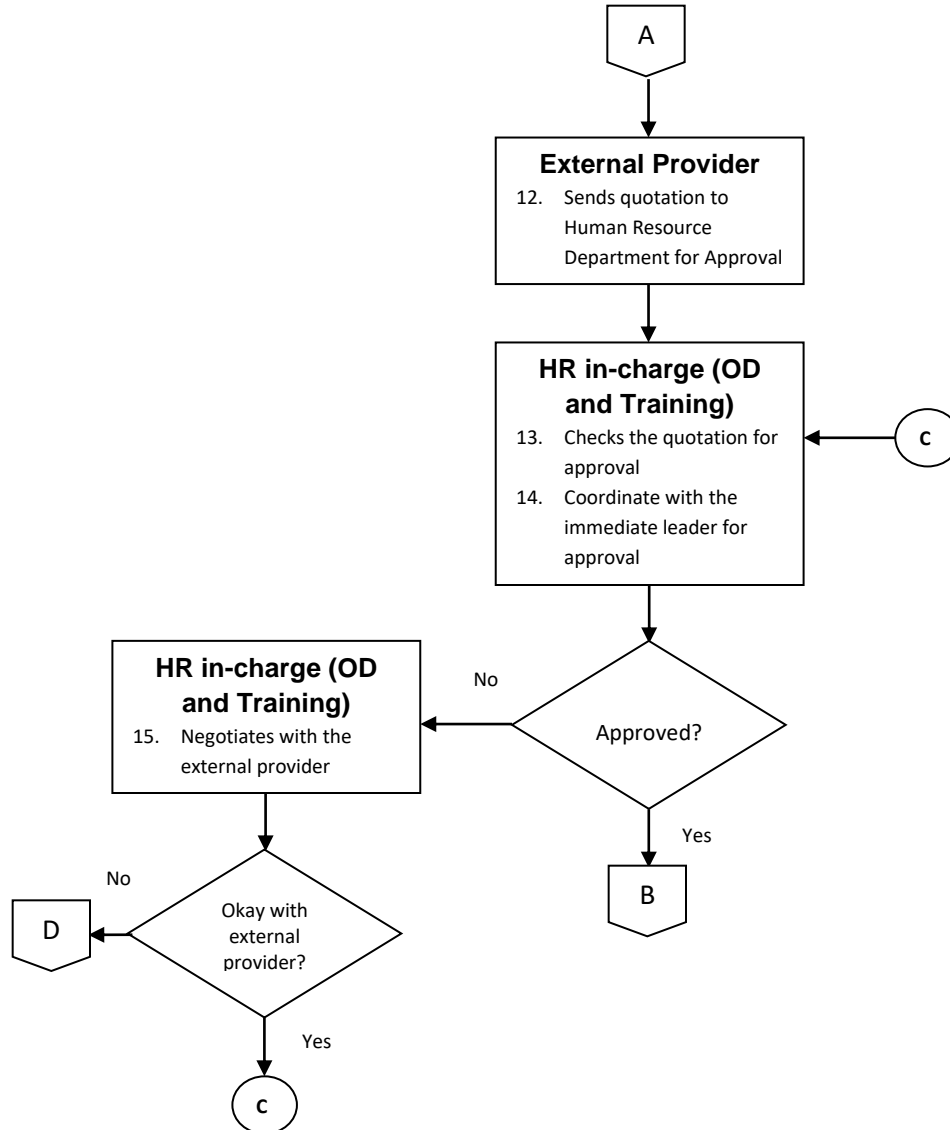 A
External Provider
12. Sends quotation to
Human Resource
Department for Approval
HR in-charge (OD
and Training)
13. Checks the quotation for
approval
14. Coordinate with the
immediate leader for
approval
C
HR in-charge (OD
and Training)
15. Negotiates with the
external provider
No
Approved?
Yes
B
No
D
Okay with
external
provider?
Yes
C